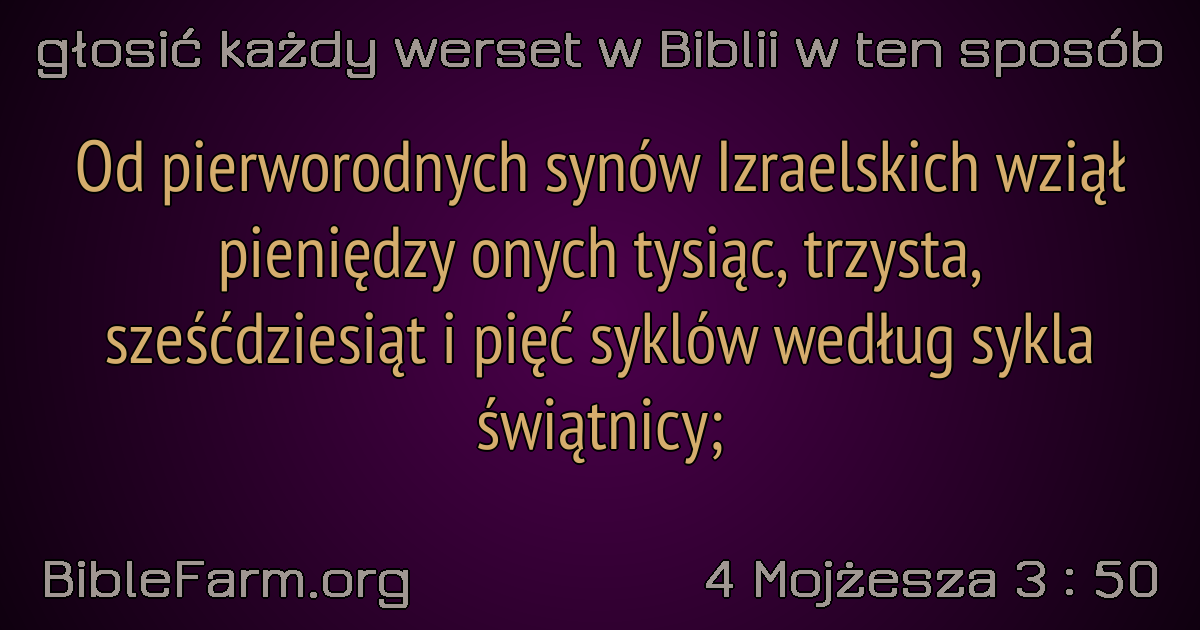 głosić każdy werset w Biblii w ten sposób
Od pierworodnych synów Izraelskich wziął
pieniędzy onych tysiąc, trzysta,
sześćdziesiąt i pięć syklów według sykla
świątnicy;
BibleFarm.org
4 Mojżesza 3 : 50